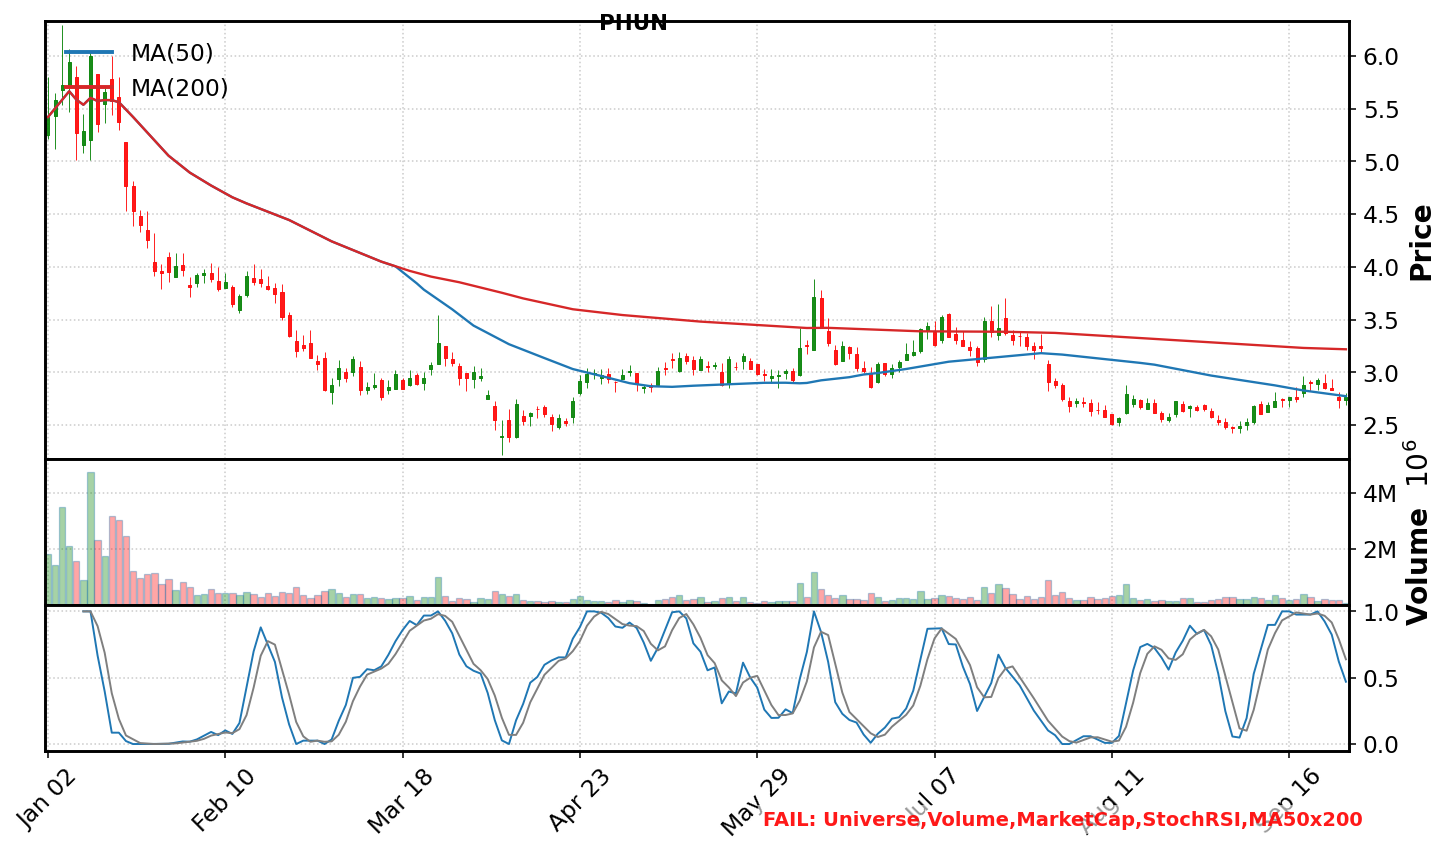 PHUN
MA(50)
MA(200)
6.0
5.5
5.0
4.5
4.0
3.5
3.0
2.5
Price
4M
2M
Volume 10^6
1.0
0.5
0.0
Jan 02
Feb 10
Mar 18
Apr 23
May 29
Jul 07
Aug 11
Sep 16
FAIL: Universe,Volume,MarketCap,StochRSI,MA50x200